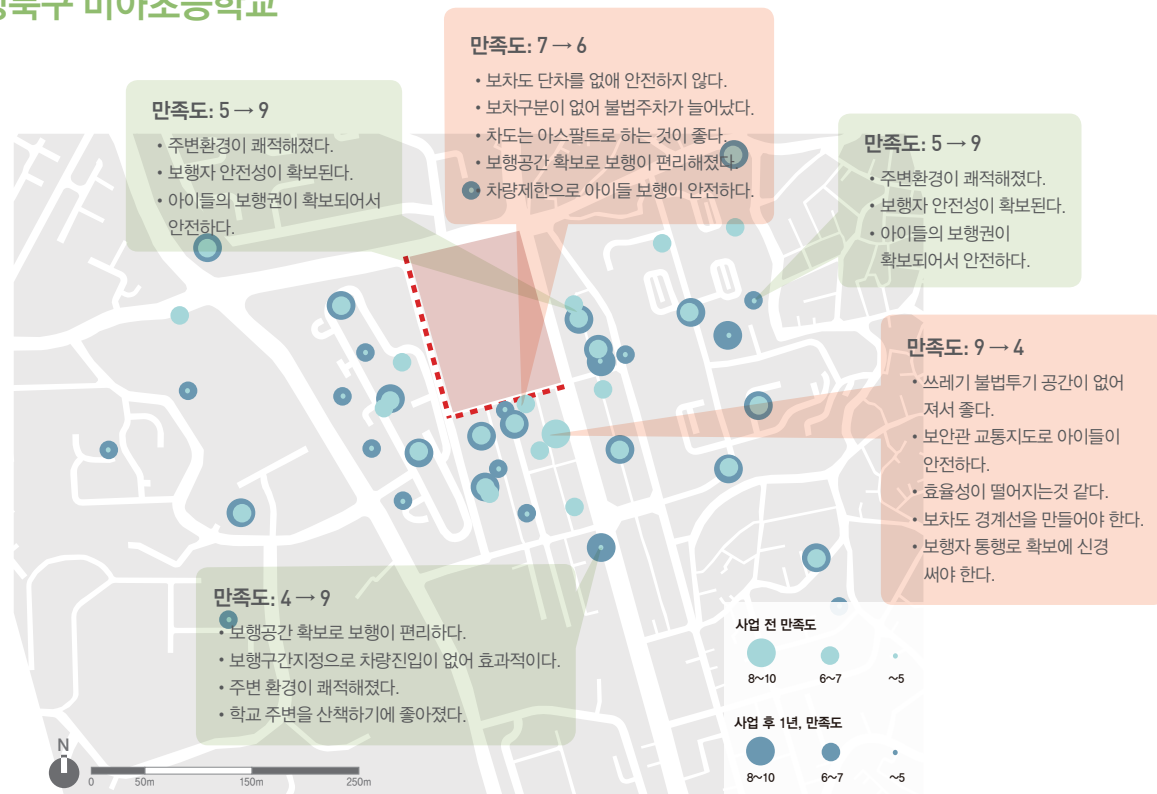 강북구 미아초등학교
만족도: 7 → 6
• 보차도 단차를 없애 안전하지 않다.
• 보차구분이 없어 불법주차가 늘어났다.
• 차도는 아스팔트로 하는 것이 좋다.
• 보행공간 확보로 보행이 편리해졌다.
• 차량제한으로 아이들 보행이 안전하다.
만족도: 5 → 9
• 주변환경이 쾌적해졌다.
• 보행자 안전성이 확보된다.
• 아이들의 보행권이 확보되어서
안전하다.
만족도: 5 → 9
• 주변환경이 쾌적해졌다.
• 보행자 안전성이 확보된다.
• 아이들의 보행권이
확보되어서 안전하다.
만족도: 9 → 4
• 쓰레기 불법투기 공간이 없어
져서 좋다.
• 보안관 교통지도로 아이들이
안전하다.
• 효율성이 떨어지는것 같다.
• 보차도 경계선을 만들어야 한다.
• 보행자 통행로 확보에 신경
써야 한다.
만족도: 4 → 9
• 보행공간 확보로 보행이 편리하다.
• 보행구간지정으로 차량진입이 없어 효과적이다.
• 주변 환경이 쾌적해졌다.
• 학교 주변을 산책하기에 좋아졌다.
사업 전 만족도
8~10 6~7 ~5
사업 후 1년, 만족도
8~10 6~7 ~5
N
0 50m 150m 250m